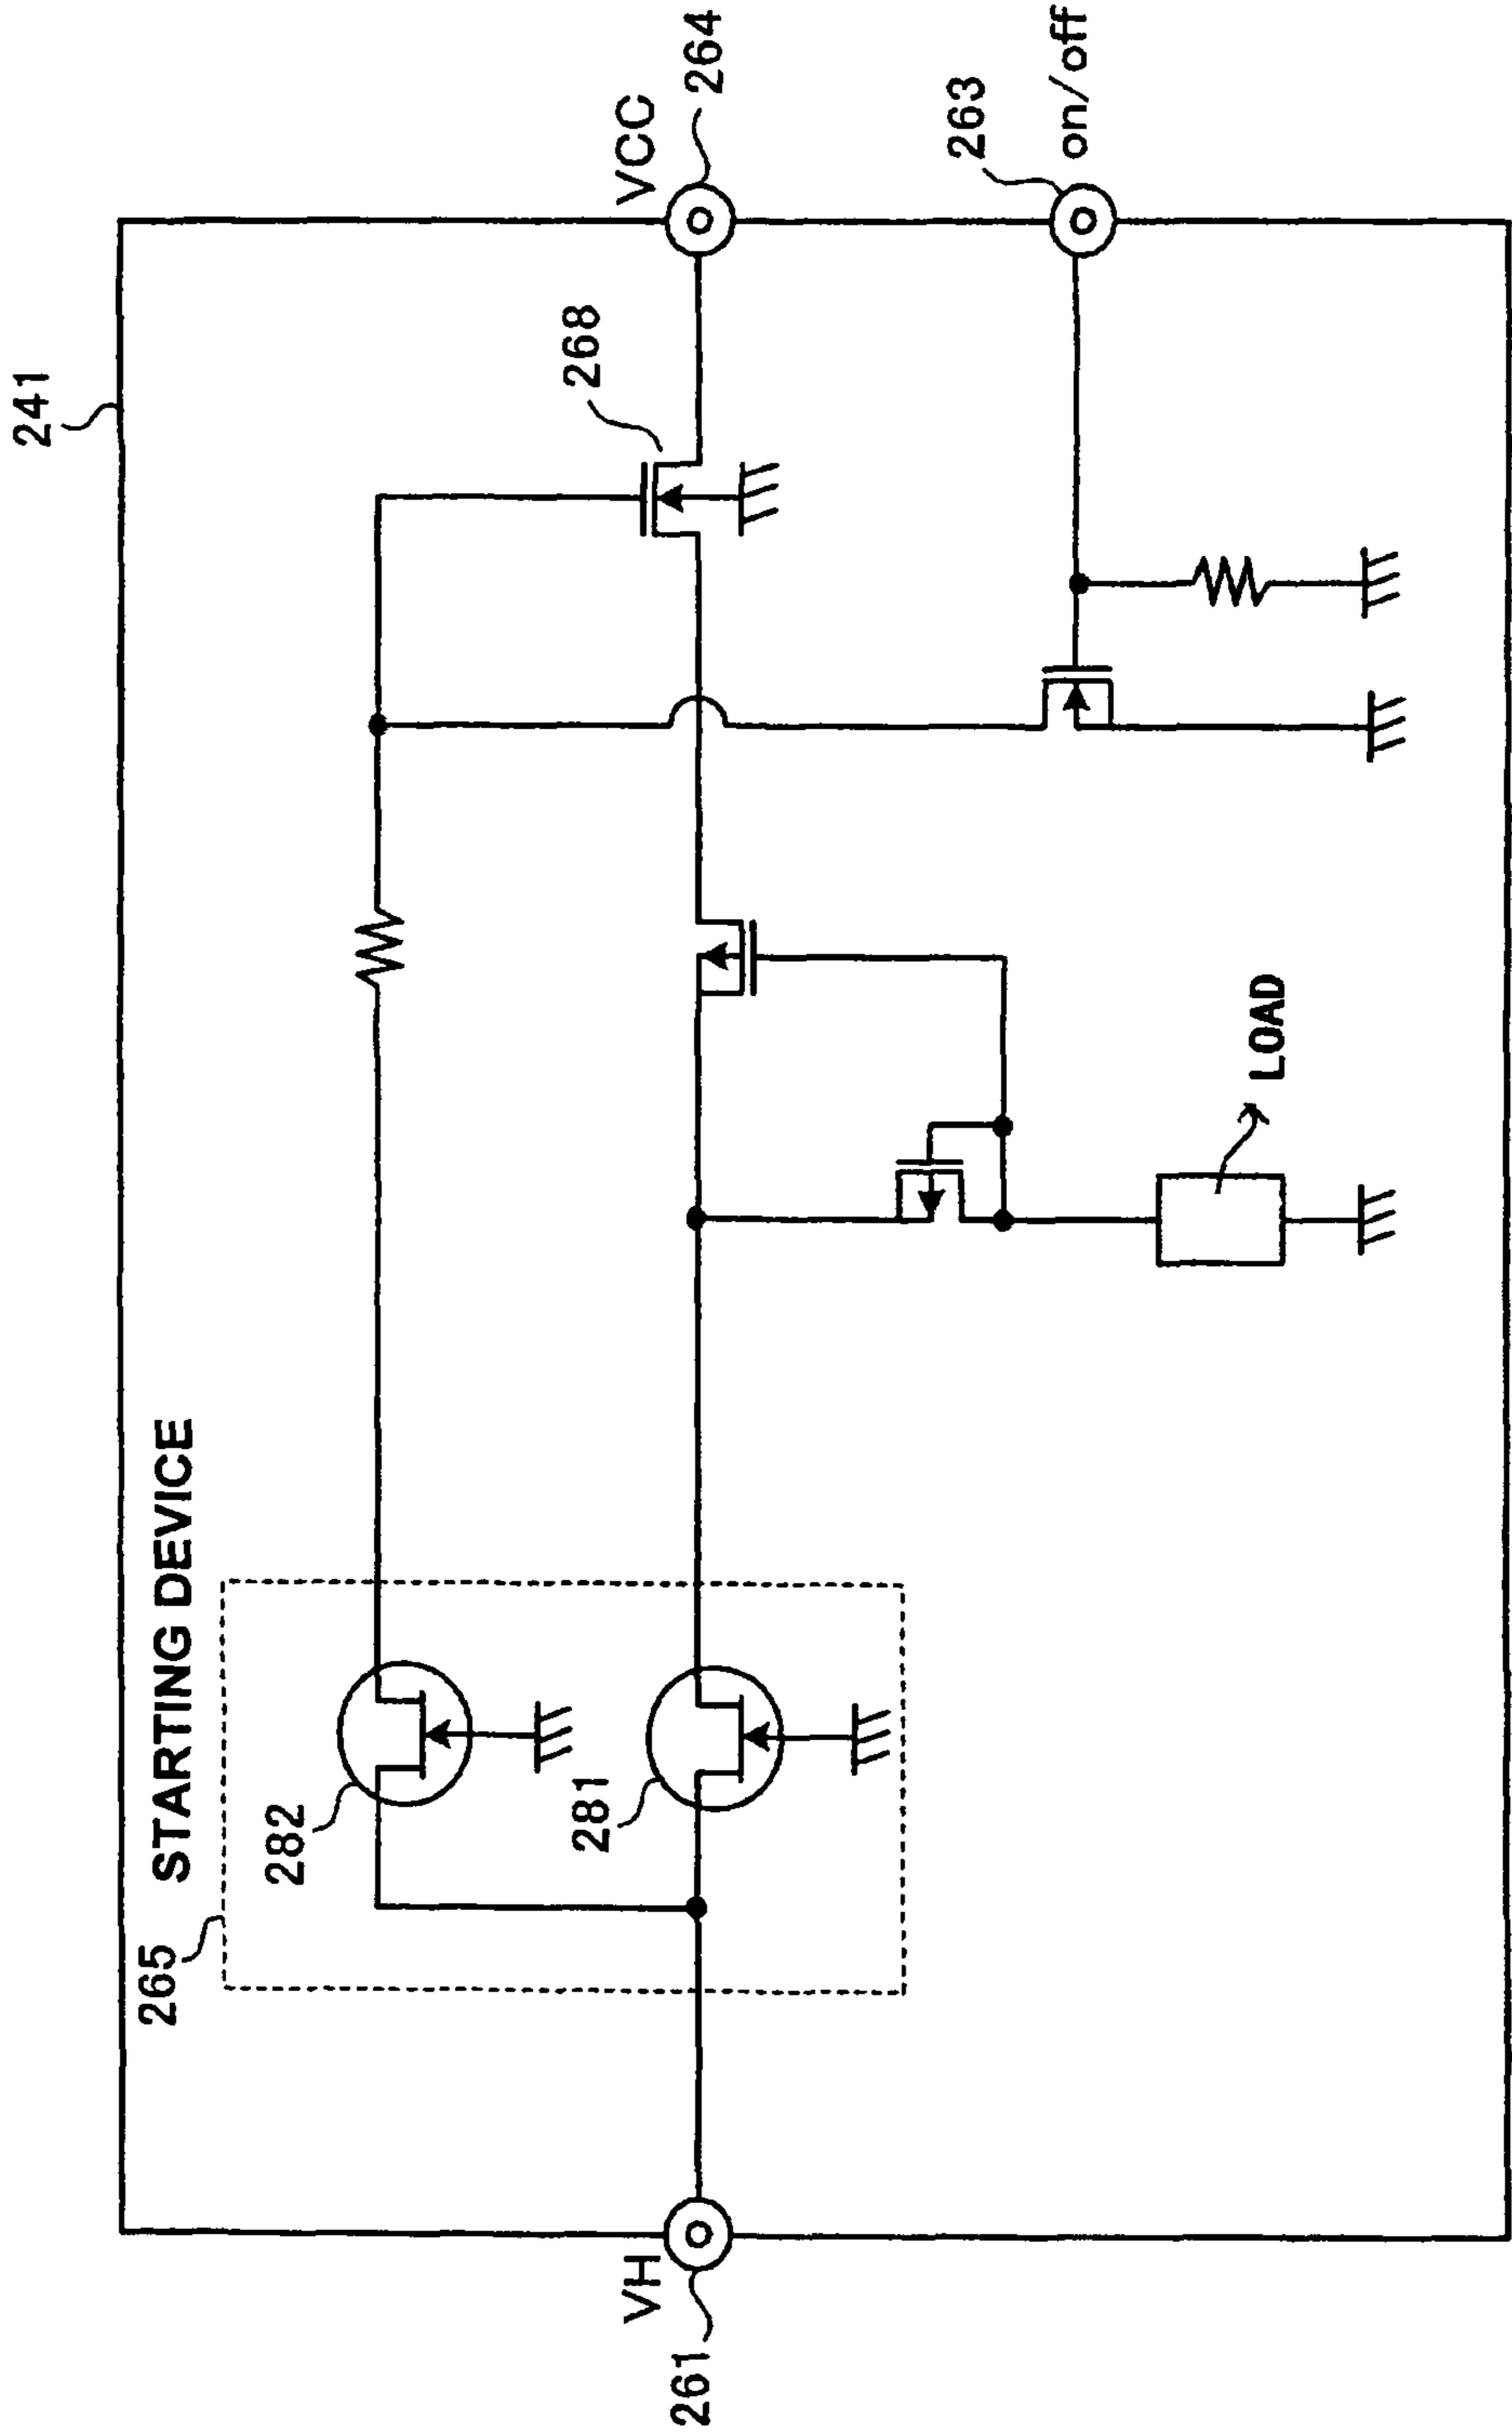 241
265 STARTING DEVICE
282
281
268
VCC
264
VH
261
263
on/off
LOAD